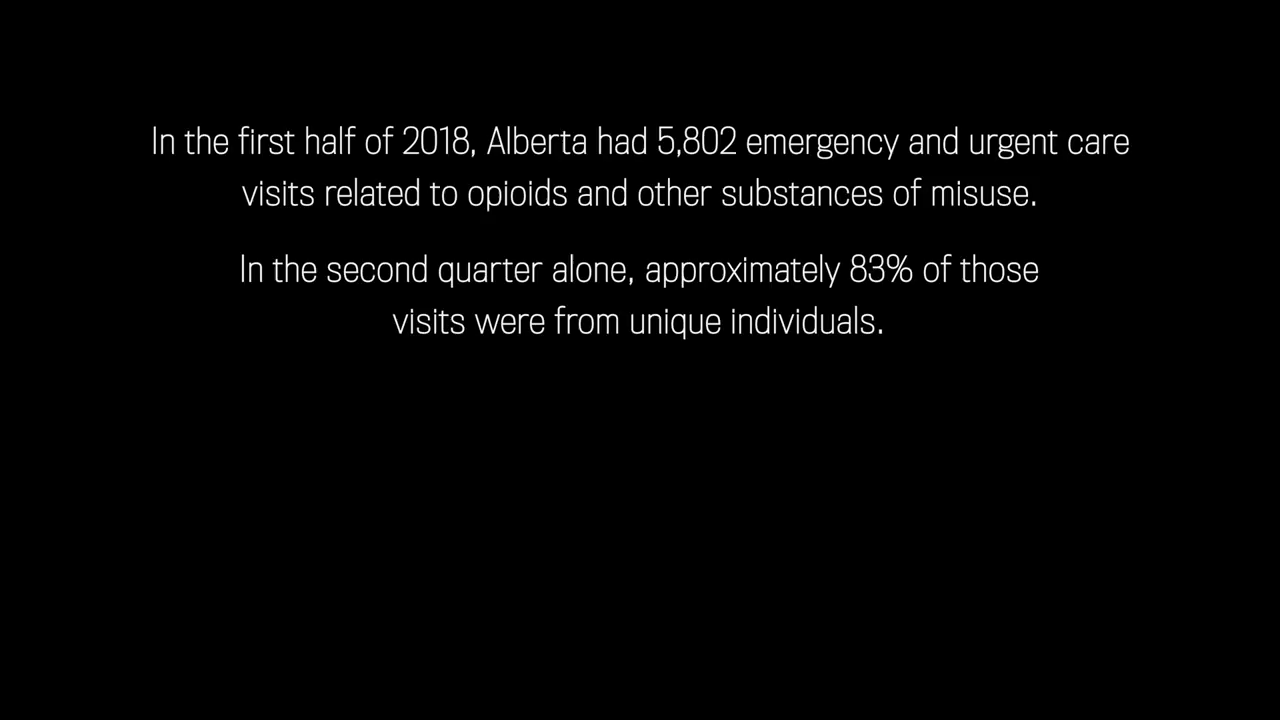 In the first half of 2018, Alberta had 5,802 emergency and urgent care
visits related to opioids and other substances of misuse.
In the second quarter alone, approximately 83% of those
visits were from unique individuals.